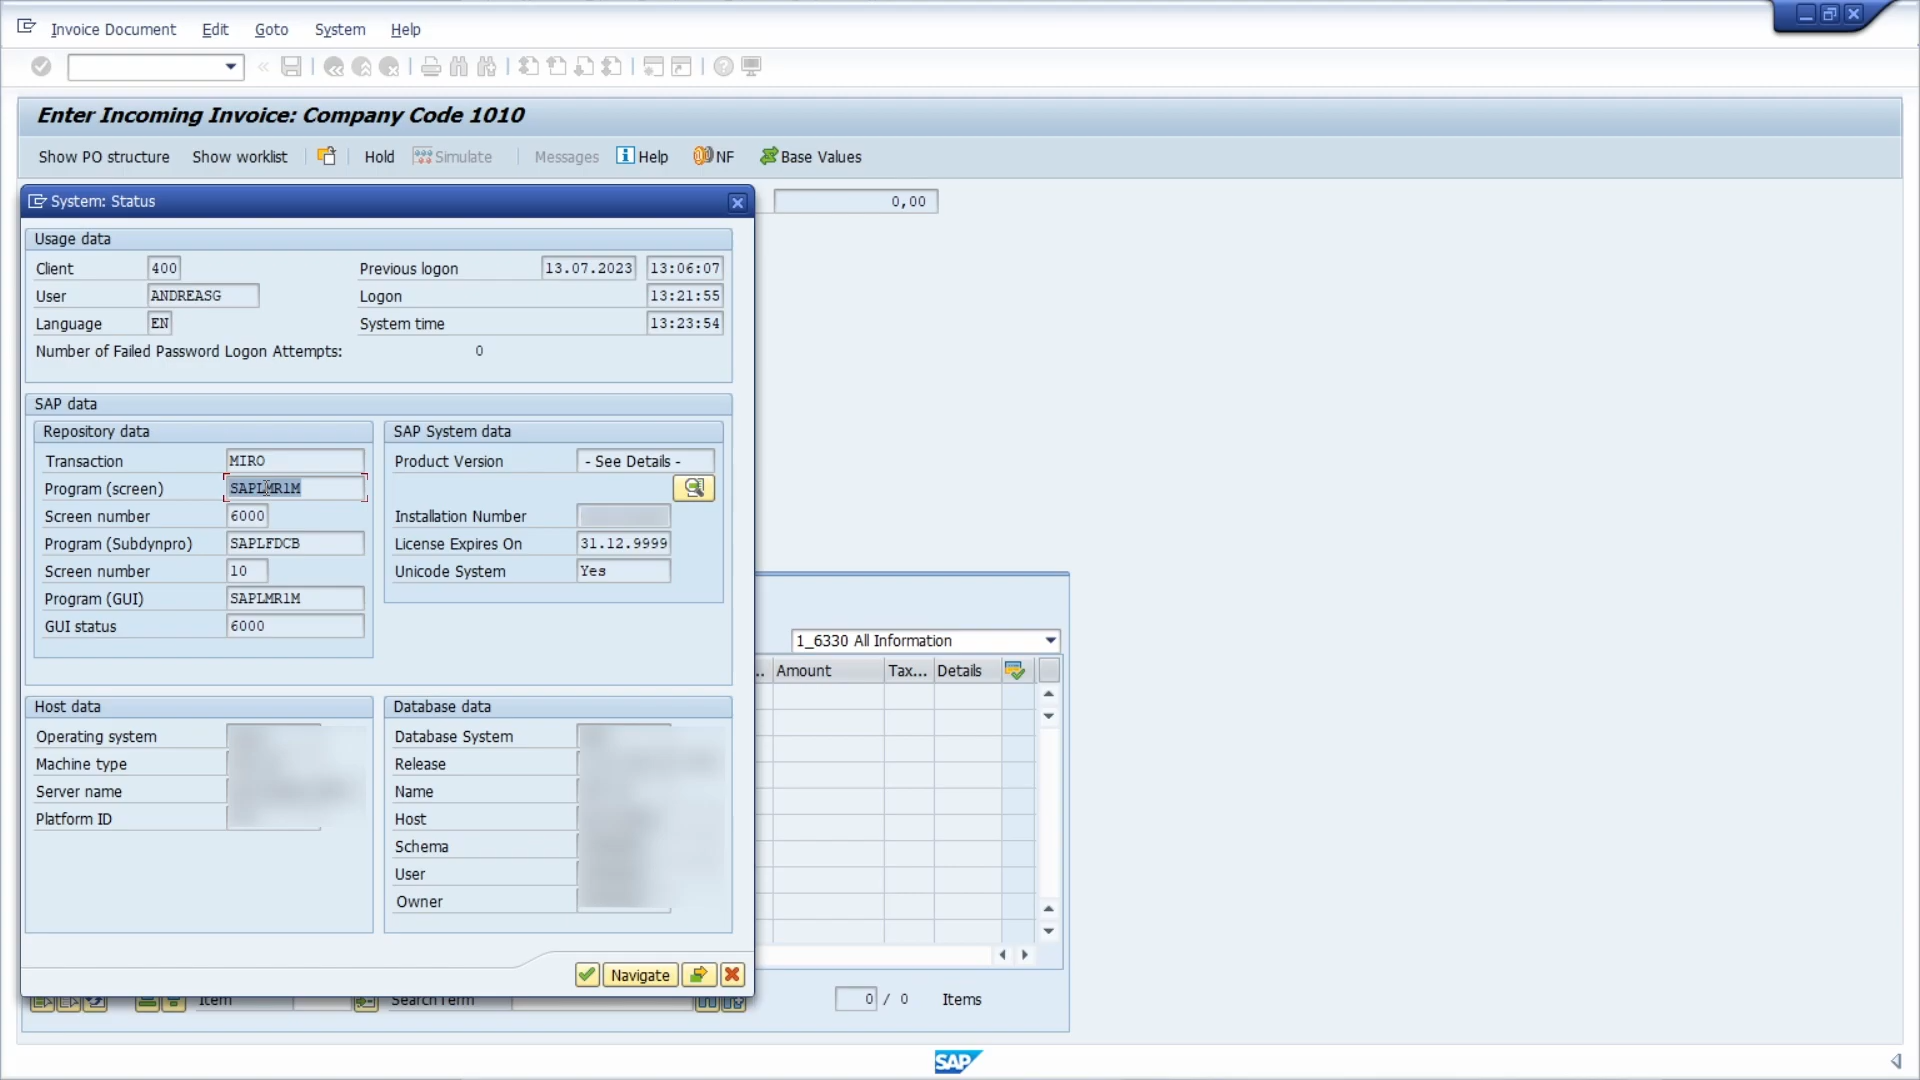 Invoice Document Edit Goto System Help
Enter Incoming Invoice: Company Code 1010
Show PO structure Show worklist Hold Simulate Messages Help NF Base Values
System: Status
0,00
Usage data
Client 400 Previous logon 13.07.2023 13:06:07
User ANDREASG Logon 13:21:55
Language EN System time 13:23:54
Number of Failed Password Logon Attempts: 0
SAP data
Repository data
Transaction MIRO
Program (screen) SAPLMR1M
Screen number 6000
Program (Subdynpro) SAPLFDCB
Screen number 10
Program (GUI) SAPLMR1M
GUI status 6000
SAP System data
Product Version - See Details -
Installation Number
License Expires On 31.12.9999
Unicode System Yes
1_6330 All Information
.. Amount Tax... Details
Host data
Operating system
Machine type
Server name
Platform ID
Database data
Database System
Release
Name
Host
Schema
User
Owner
Navigate
Item SearchTerm 0 / 0 Items
SAP